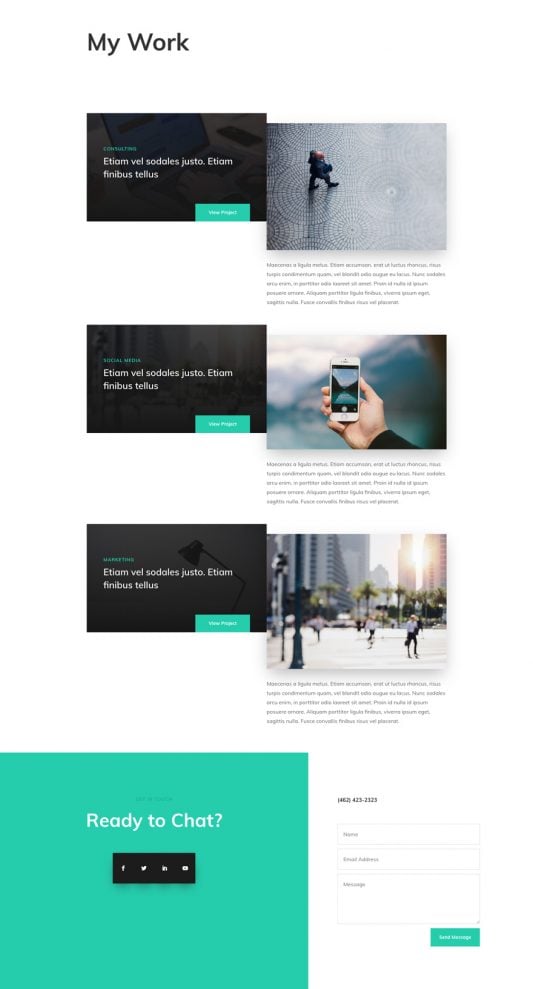 My Work
CONSULTING
Etiam vel sodales justo. Etiam
finibus tellus
View Project
Maecenas a ligula metus. Etiam accumsan, erat ut luctus rhoncus, risus
turpis condimentum quam, vel blandit odio augue eu lacus. Nunc sodales
arcu enim, in porttitor odio laoreet sit amet. Proin id nulla id ipsum
posuere ornare. Aliquam porttitor ligula finibus, viverra ipsum eget,
sagittis nulla. Fusce convallis finibus risus vel placerat.
SOCIAL MEDIA
Etiam vel sodales justo. Etiam
finibus tellus
View Project
Maecenas a ligula metus. Etiam accumsan, erat ut luctus rhoncus, risus
turpis condimentum quam, vel blandit odio augue eu lacus. Nunc sodales
arcu enim, in porttitor odio laoreet sit amet. Proin id nulla id ipsum
posuere ornare. Aliquam porttitor ligula finibus, viverra ipsum eget,
sagittis nulla. Fusce convallis finibus risus vel placerat.
MARKETING
Etiam vel sodales justo. Etiam
finibus tellus
View Project
Maecenas a ligula metus. Etiam accumsan, erat ut luctus rhoncus, risus
turpis condimentum quam, vel blandit odio augue eu lacus. Nunc sodales
arcu enim, in porttitor odio laoreet sit amet. Proin id nulla id ipsum
posuere ornare. Aliquam porttitor ligula finibus, viverra ipsum eget,
sagittis nulla. Fusce convallis finibus risus vel placerat.
GET IN TOUCH
Ready to Chat?
(462) 423-2323
Name
Email Address
Message
Send Message